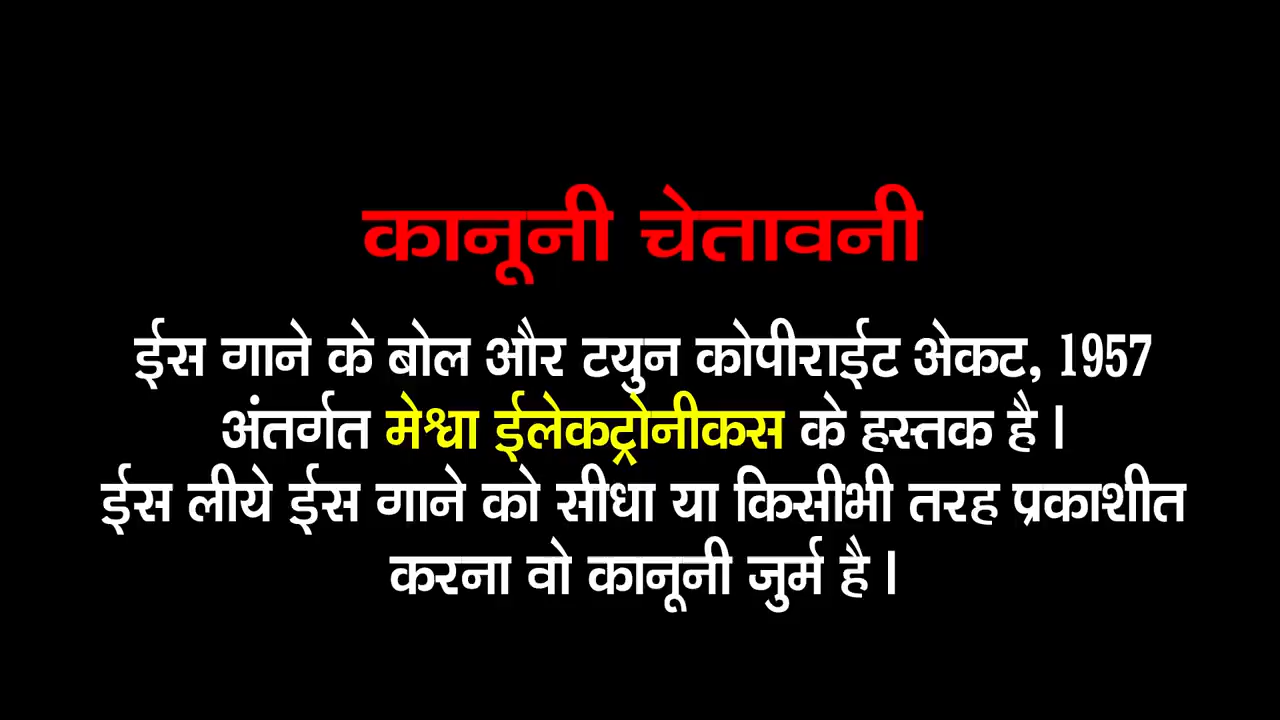 कानूनी चेतावनी
ईस गाने के बोल और टयुन कोपीराईट अेकट, 1957
अंतर्गत मेश्वा ईलेकट्रोनीकस के हस्तक है |
ईस लीये ईस गाने को सीधा या किसीभी तरह प्रकाशीत
करना वो कानूनी जुर्म है |